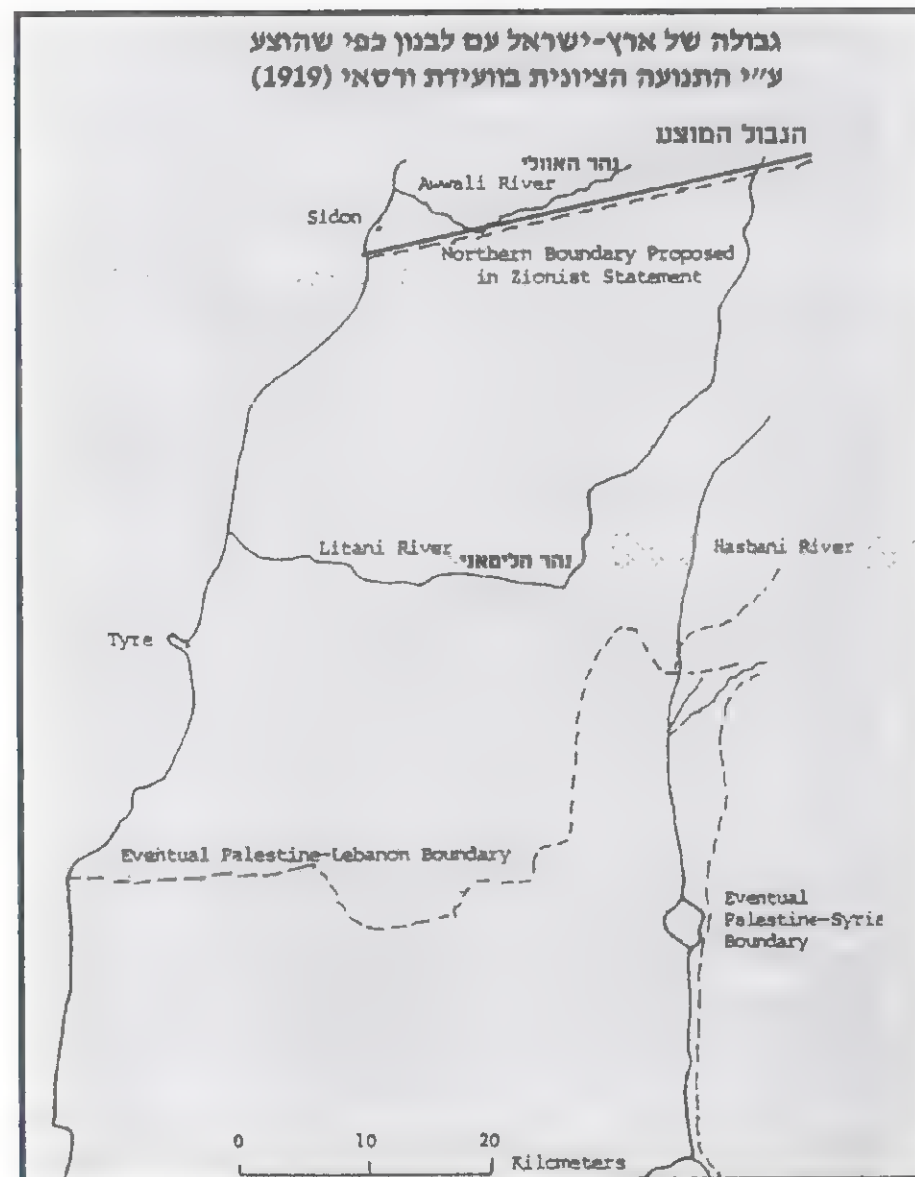 גבולה של ארץ-ישראל עם לבנון כפי שהוצע
ע״י התנועה הציונית בוועידת ורסאי (1919)
הגבול המוצע
נהר האוולי
Awwali River
Sidon
Northern Boundary Proposed
in Zionist Statement
Litani River
נהר הליטאני
Hasbani River
Tyre
Eventual Palestine-Lebanon Boundary
Eventual
Palestine-Syria
Boundary
0 10 20
Kilometers